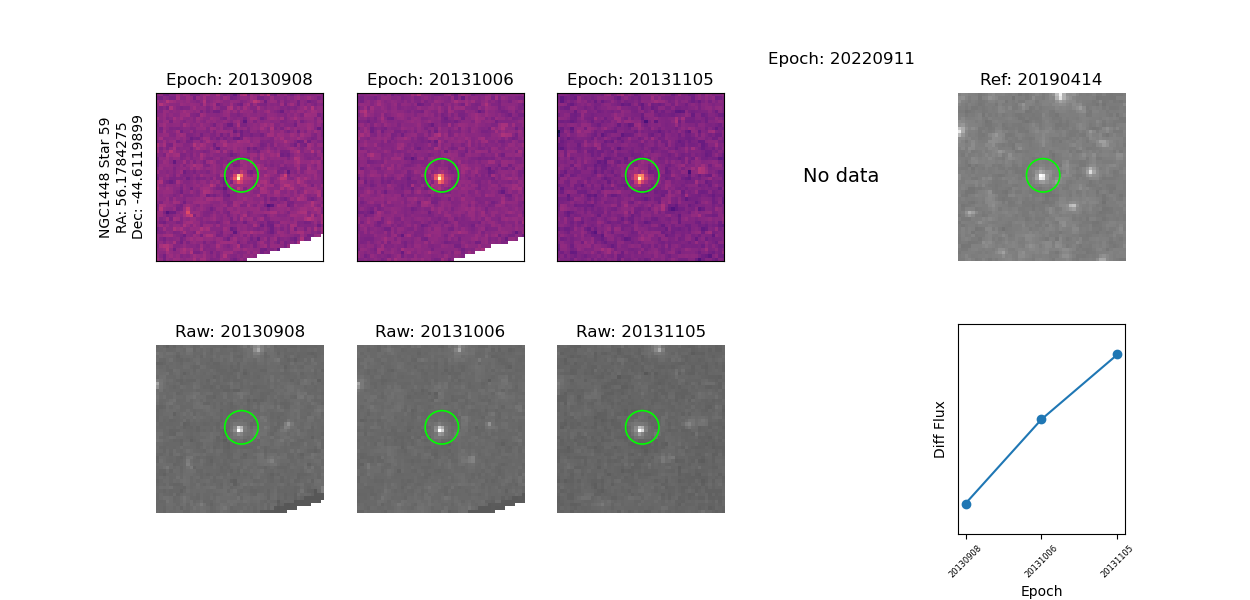 NGC1448 Star 59
RA: 56.1784275
Dec: -44.6119899
Epoch: 20130908
Epoch: 20131006
Epoch: 20131105
Epoch: 20220911
No data
Ref: 20190414
Raw: 20130908
Raw: 20131006
Raw: 20131105
Diff Flux
20130908
20131006
20131105
Epoch